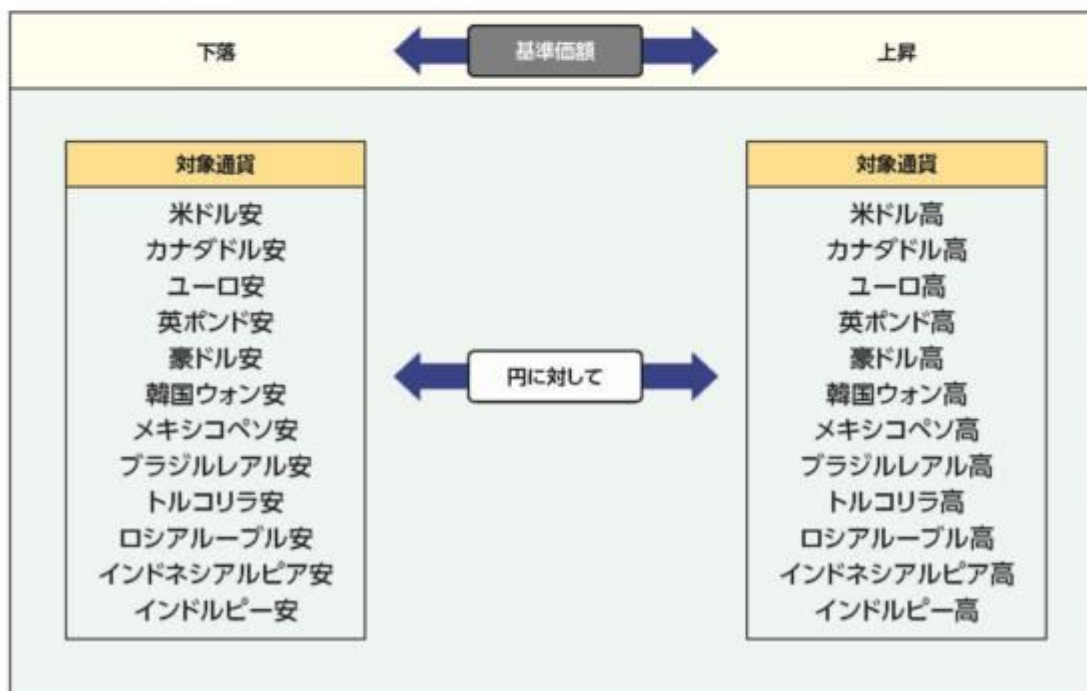 下落
基準価額
上昇
対象通貨
米ドル安
カナダドル安
ユーロ安
英ポンド安
豪ドル安
韓国ウォン安
メキシコペソ安
ブラジルレアル安
トルコリラ安
ロシアルーブル安
インドネシアルピア安
インドルピー安
円に対して
対象通貨
米ドル高
カナダドル高
ユーロ高
英ポンド高
豪ドル高
韓国ウォン高
メキシコペソ高
ブラジルレアル高
トルコリラ高
ロシアルーブル高
インドネシアルピア高
インドルピー高